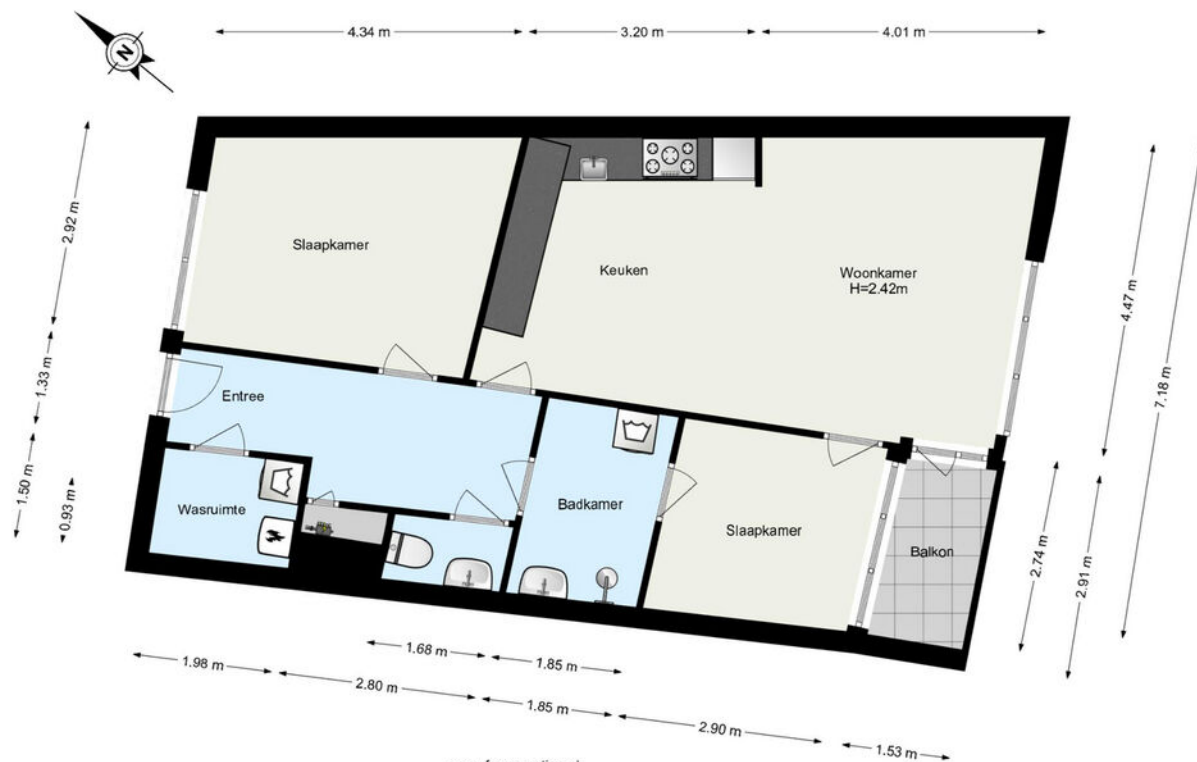 4.34 m
3.20 m
4.01 m
N
2.92 m
1.33 m
1.50 m
0.93 m
Slaapkamer
Keuken
Woonkamer
H=2.42m
4.47 m
7.18 m
Entree
Wasruimte
Badkamer
Slaapkamer
Balkon
2.74 m
2.91 m
1.68 m
1.85 m
1.98 m
2.80 m
1.85 m
2.90 m
1.53 m